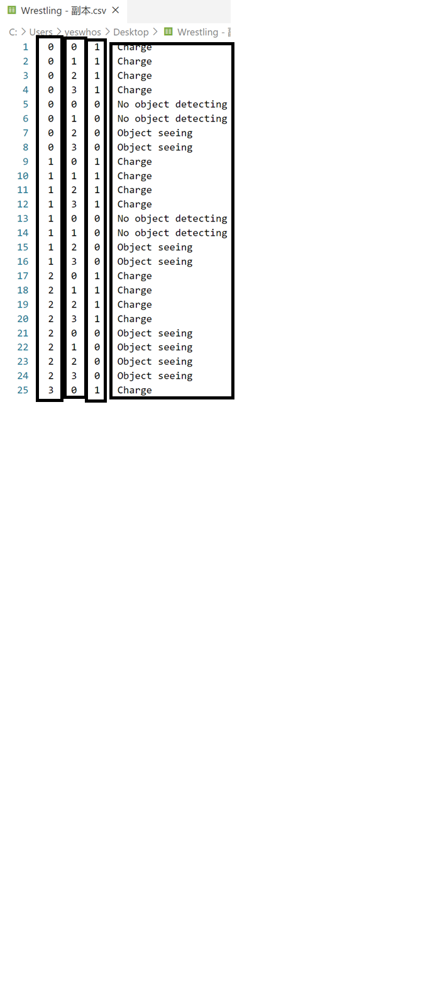 Wrestling - 副本.csv
C: > Users > yeswhos > Desktop > Wrestling -
1 0 0 1 Charge
2 0 1 1 Charge
3 0 2 1 Charge
4 0 3 1 Charge
5 0 0 0 No object detecting
6 0 1 0 No object detecting
7 0 2 0 Object seeing
8 0 3 0 Object seeing
9 1 0 1 Charge
10 1 1 1 Charge
11 1 2 1 Charge
12 1 3 1 Charge
13 1 0 0 No object detecting
14 1 1 0 No object detecting
15 1 2 0 Object seeing
16 1 3 0 Object seeing
17 2 0 1 Charge
18 2 1 1 Charge
19 2 2 1 Charge
20 2 3 1 Charge
21 2 0 0 Object seeing
22 2 1 0 Object seeing
23 2 2 0 Object seeing
24 2 3 0 Object seeing
25 3 0 1 Charge